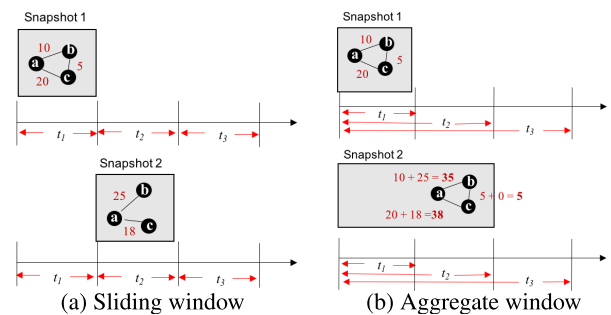 Snapshot 1
10
b
a
5
20
c
t1
t2
t3
Snapshot 2
25
b
a
18
c
t1
t2
t3
(a) Sliding window
Snapshot 1
10
b
a
5
20
c
t1
t2
t3
Snapshot 2
10 + 25 = 35
b
a
5 + 0 = 5
c
20 + 18 =38
t1
t2
t3
(b) Aggregate window